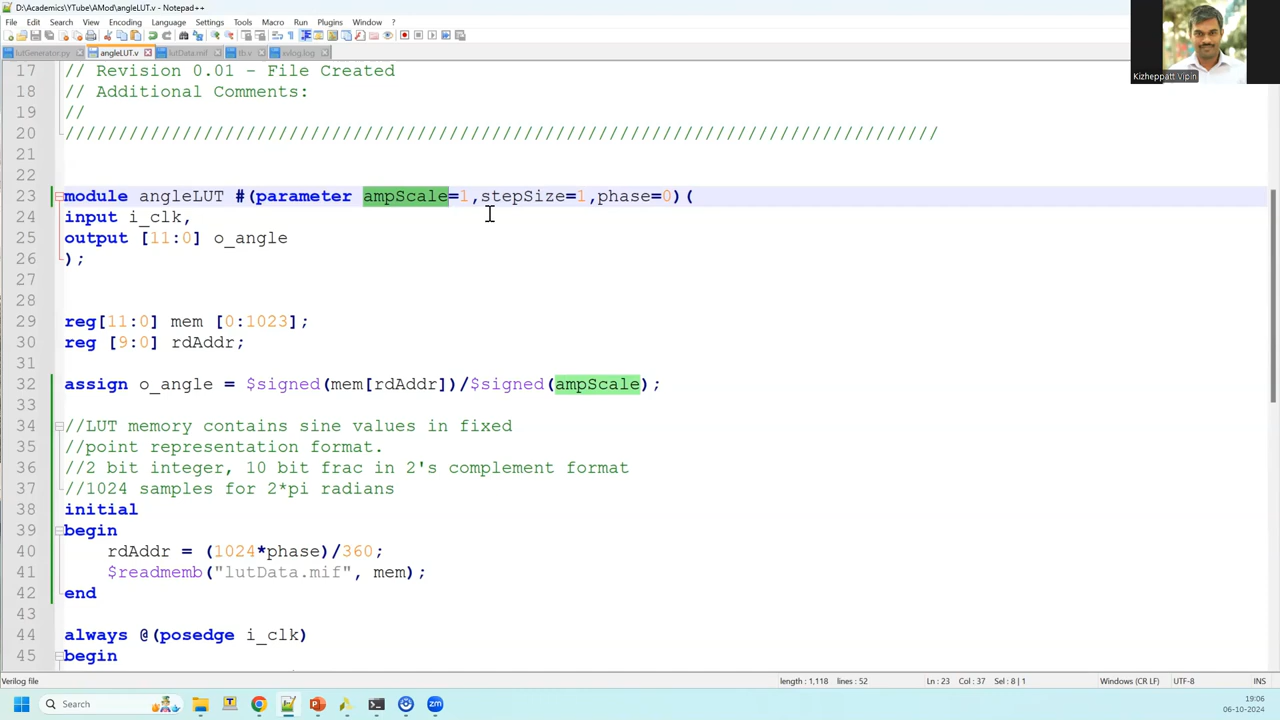 D:\Academics\YTube\AMod\angleLUT.v - Notepad++
File Edit Search View Encoding Language Settings Tools Macro Run Plugins Window ?
lutGenerator.py angleLUT.v lutData.mif tb.v xvlog.log
Kizheppatt Vipin
17 // Revision 0.01 - File Created
18 // Additional Comments:
19 //
20 //////////////////////////////////////////////////////////////////////////////////
21
22
23 module angleLUT #(parameter ampScale=1,stepSize=1,phase=0)(
24 input i_clk,
25 output [11:0] o_angle
26 );
27
28
29 reg[11:0] mem [0:1023];
30 reg [9:0] rdAddr;
31
32 assign o_angle = $signed(mem[rdAddr])/$signed(ampScale);
33
34 //LUT memory contains sine values in fixed
35 //point representation format.
36 //2 bit integer, 10 bit frac in 2's complement format
37 //1024 samples for 2*pi radians
38 initial
39 begin
40 rdAddr = (1024*phase)/360;
41 $readmemb("lutData.mif", mem);
42 end
43
44 always @(posedge i_clk)
45 begin
Verilog file length : 1,118 lines : 52 Ln : 23 Col : 37 Sel : 8 | 1 Windows (CR LF) UTF-8 INS
Search 19:06
06-10-2024